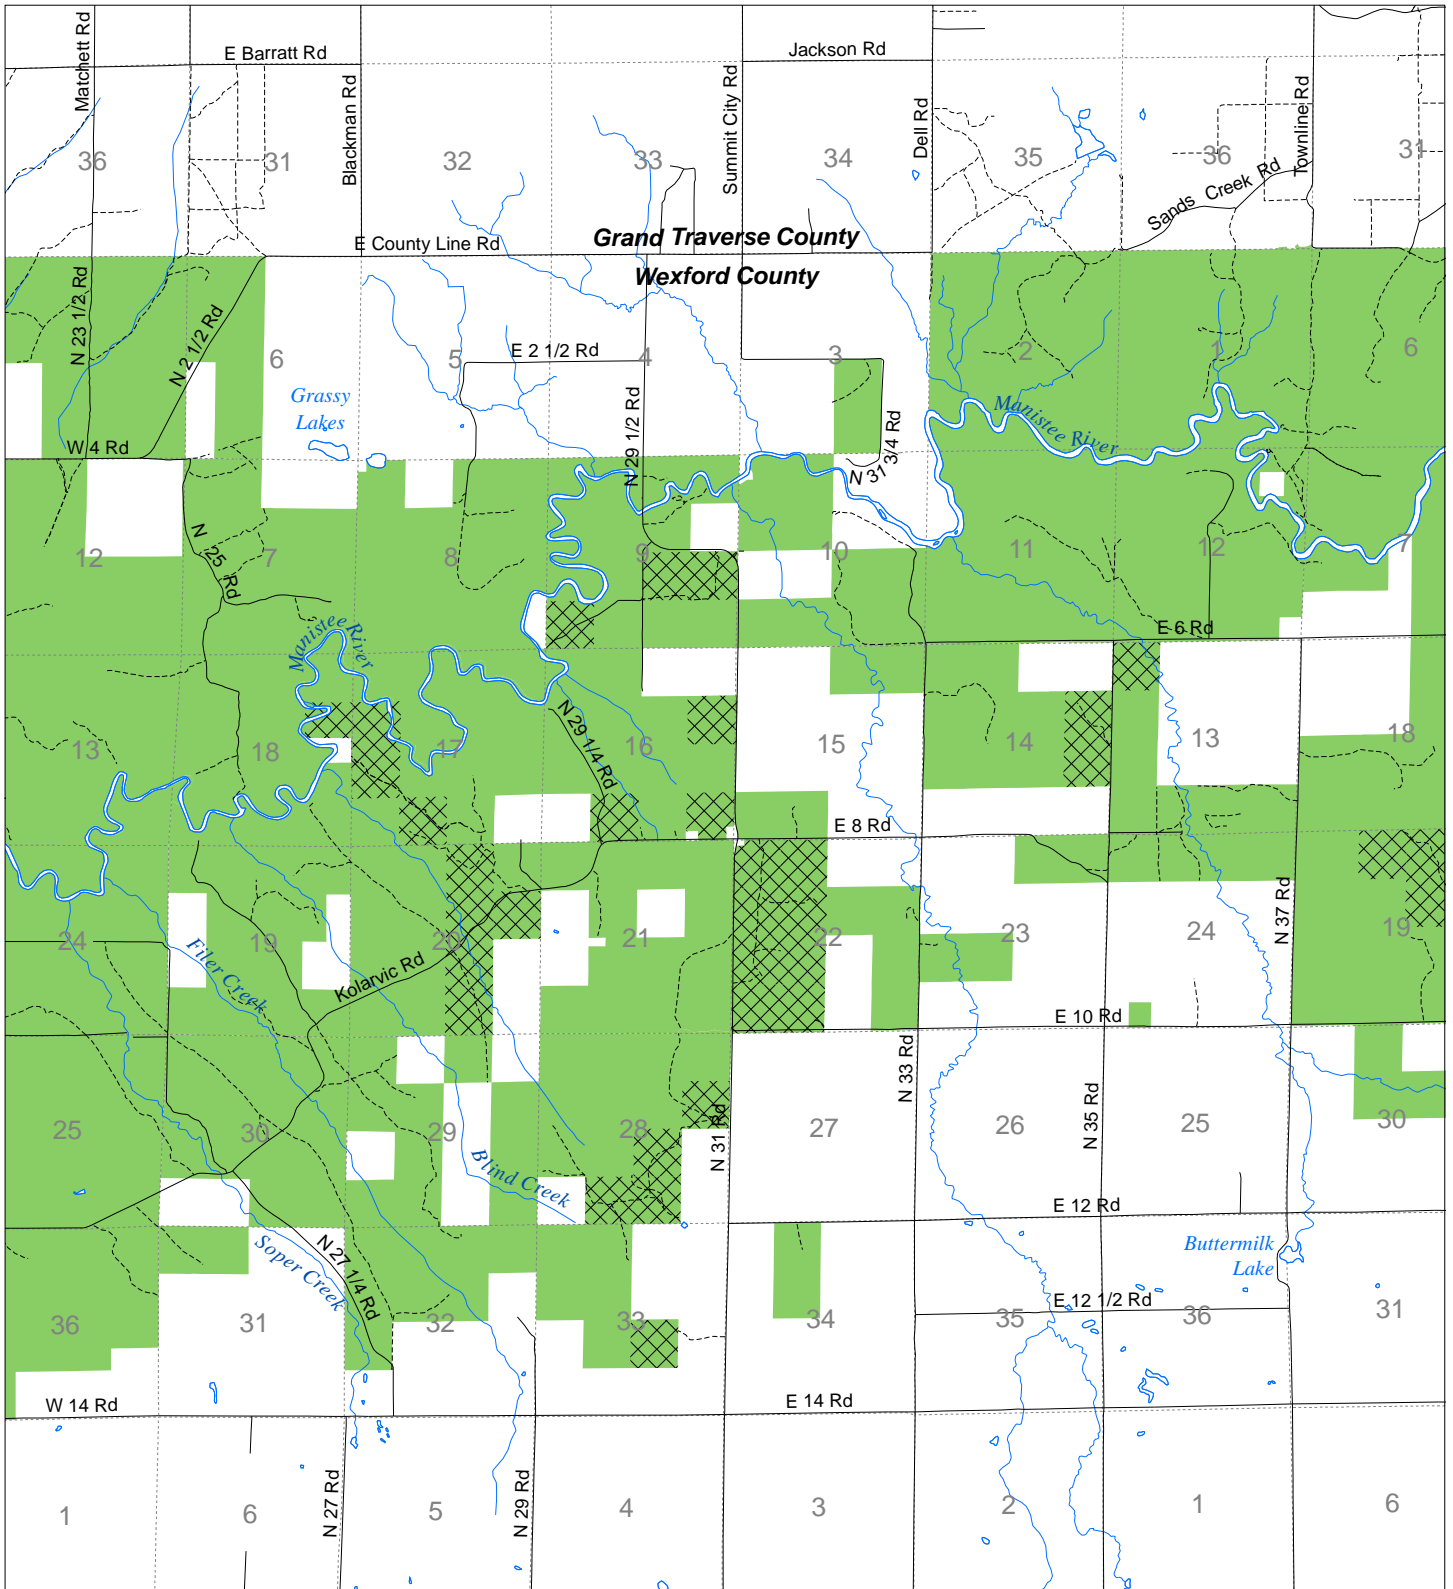 Matchett Rd
E Barratt Rd
Blackman Rd
Summit City Rd
Jackson Rd
Dell Rd
Townline Rd
36
31
32
33
34
35
36
31
Sands Creek Rd
E County Line Rd
Grand Traverse County
Wexford County
N 23 1/2 Rd
N 2 1/2 Rd
6
5
E 2 1/2 Rd
4
3
2
1
6
Grassy
Lakes
N 29 1/2 Rd
N 31 3/4 Rd
Manistee River
W 4 Rd
12
N 25 Rd
7
8
9
10
11
12
7
E 6 Rd
Manistee River
13
18
17
N 29 1/4 Rd
16
15
14
13
18
E 8 Rd
24
Filer Creek
19
Kolarvic Rd
20
21
22
23
24
N 37 Rd
19
E 10 Rd
N 33 Rd
N 35 Rd
N 31 Rd
25
30
29
28
27
26
25
30
Blind Creek
E 12 Rd
Soper Creek
N 27 1/4 Rd
Buttermilk
Lake
E 12 1/2 Rd
36
31
32
33
34
35
36
31
W 14 Rd
E 14 Rd
N 27 Rd
N 29 Rd
1
6
5
4
3
2
1
6